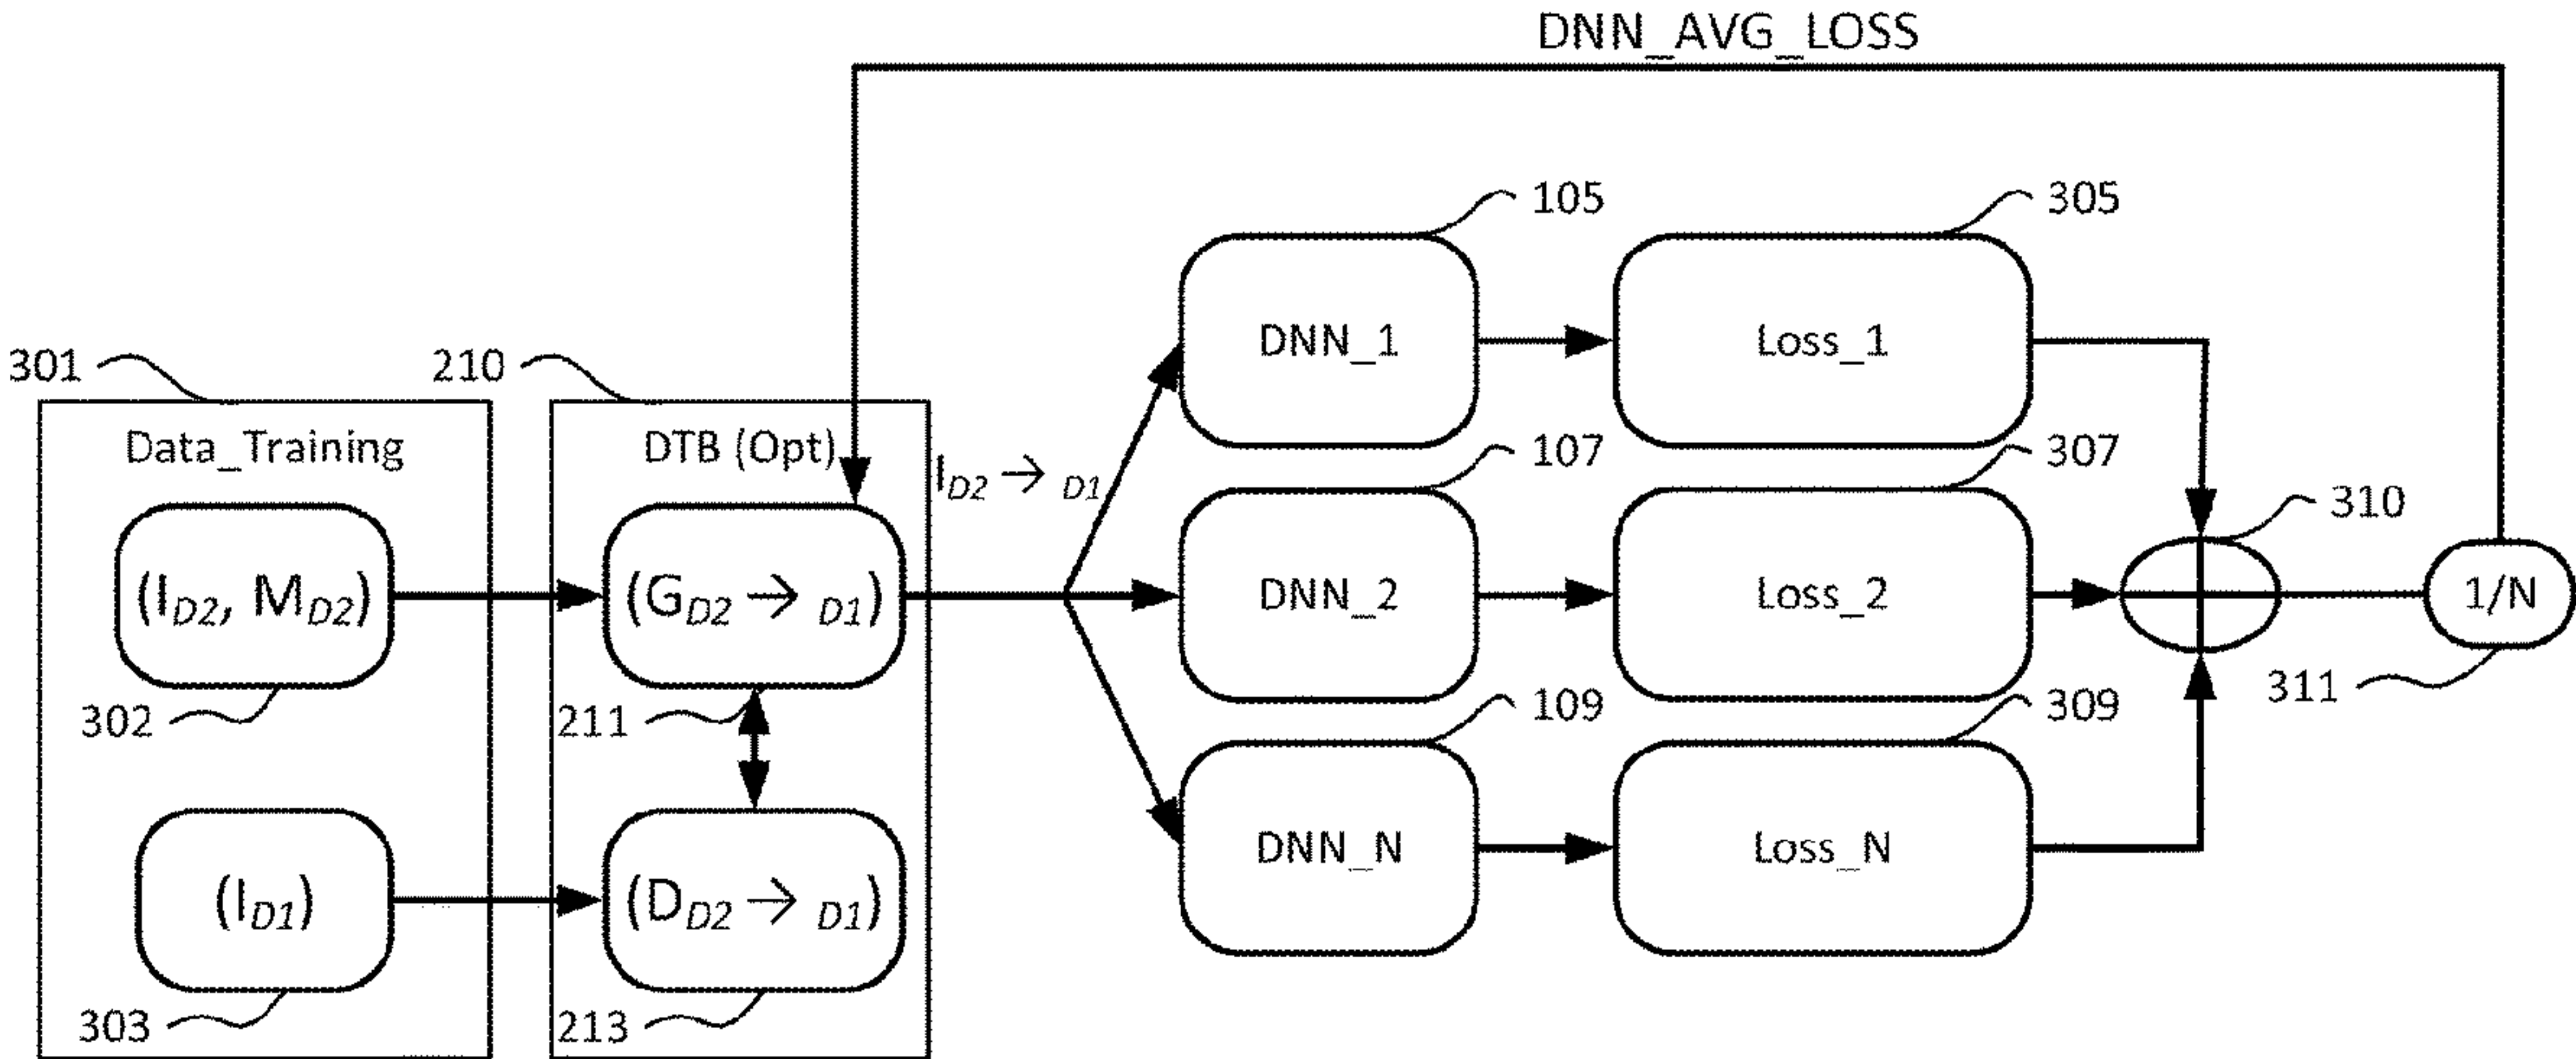 DNN_AVG_LOSS
105
305
301
210
DNN_1
Loss_1
Data_Training
DTB (Opt)
I_D2 → D1
107
307
310
(I_D2, M_D2)
(G_D2 → D1)
DNN_2
Loss_2
1/N
302
211
109
309
311
(I_D1)
(D_D2 → D1)
DNN_N
Loss_N
303
213